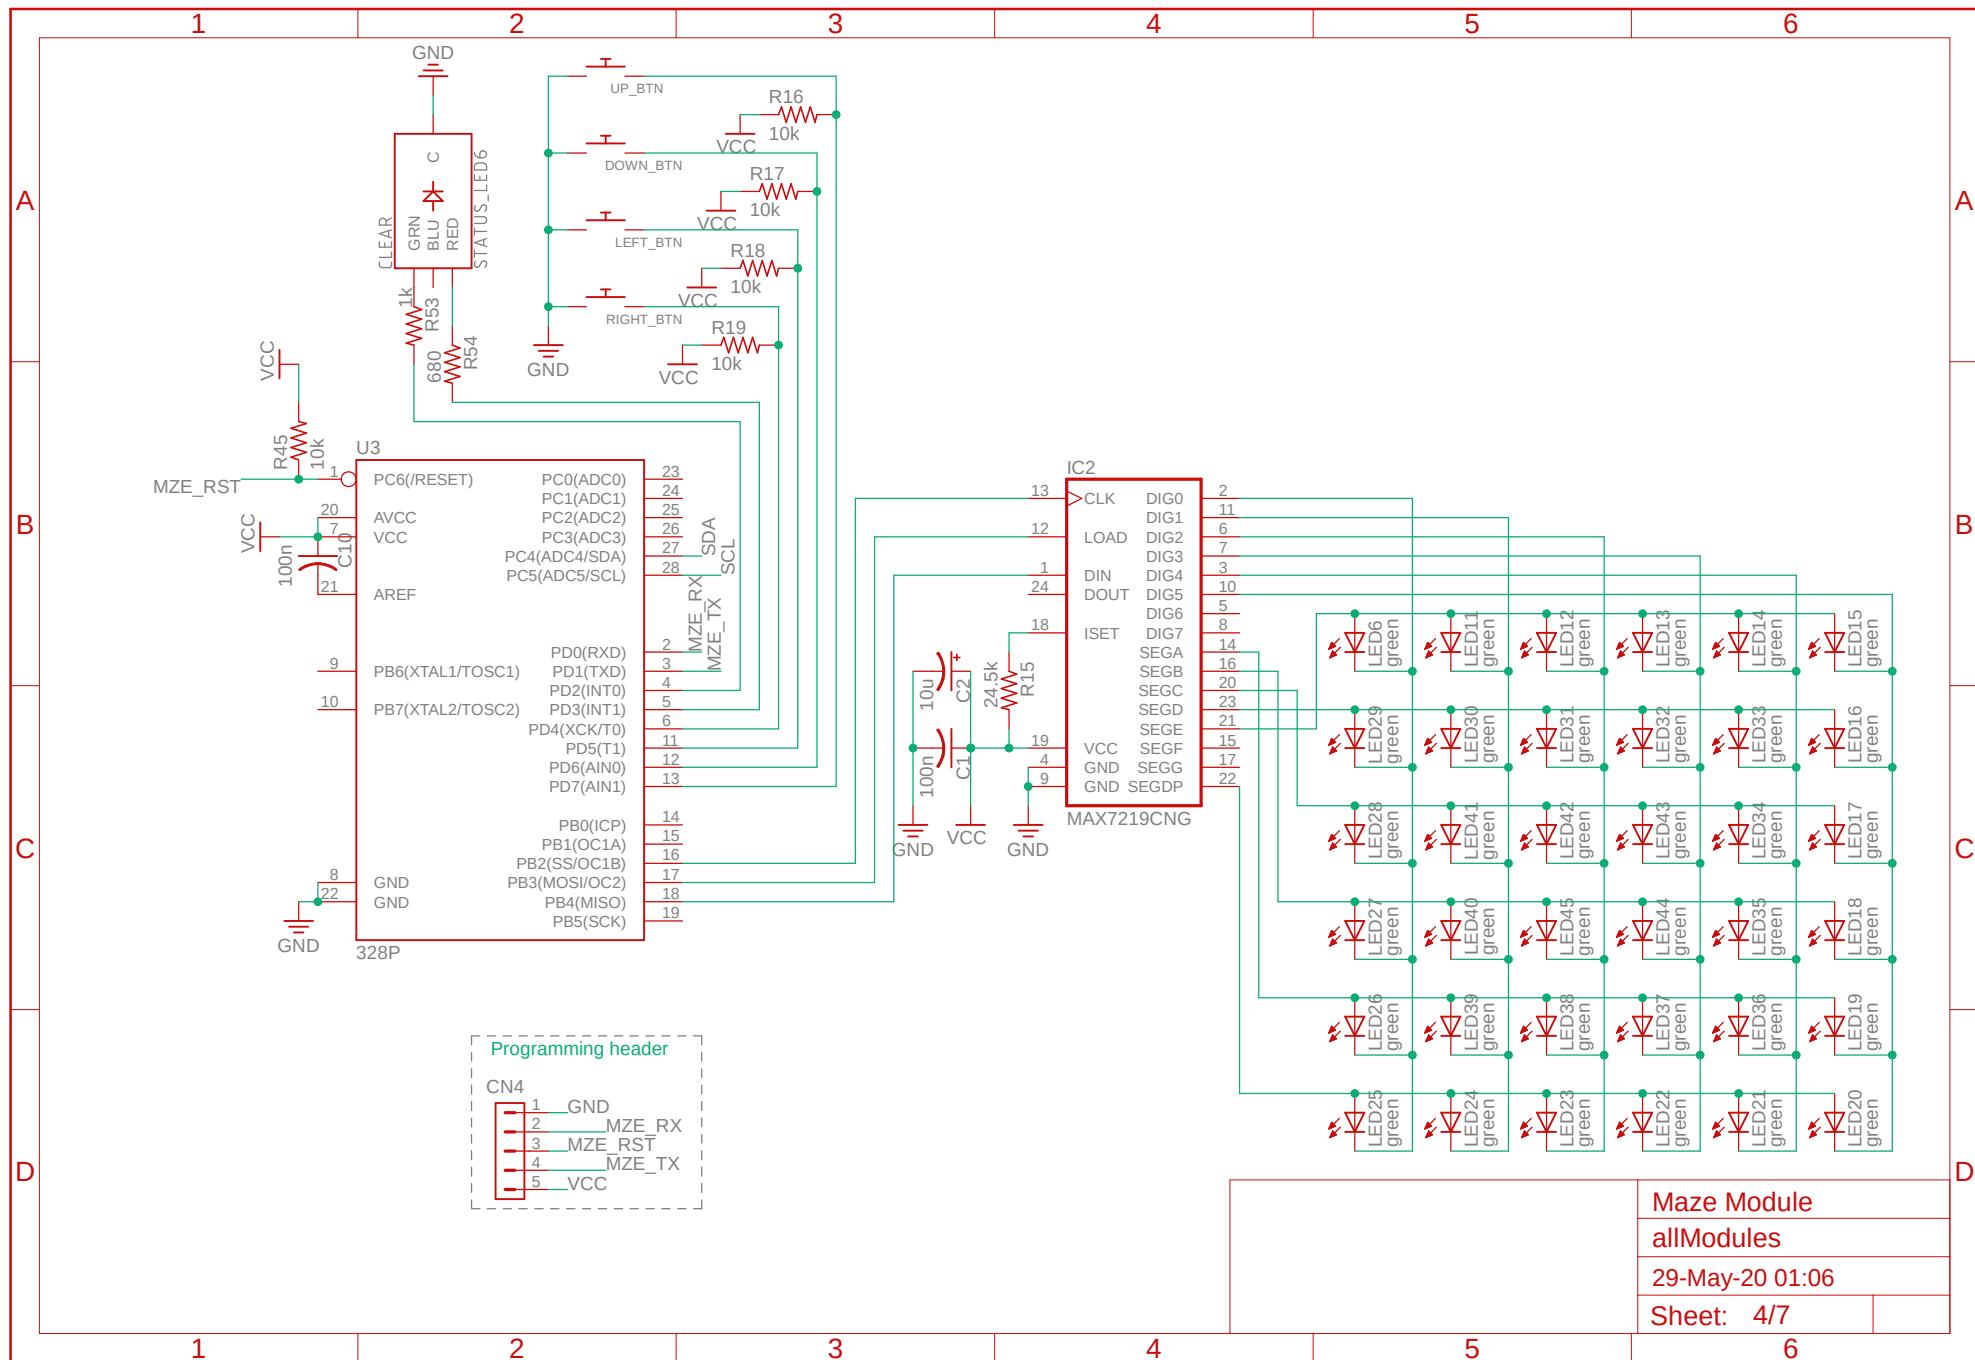 1 2 3 4 5 6
A A
B B
C C
D D
1 2 3 4 5 6
GND
C
CLEAR
GRN
BLU
RED
STATUS_LED6
1k
R53
680
R54
UP_BTN
DOWN_BTN
LEFT_BTN
RIGHT_BTN
GND
R16
10k
VCC
R17
10k
VCC
R18
10k
VCC
R19
10k
VCC
VCC
R45
10k
MZE_RST
VCC
100n
C10
GND
U3
1 PC6(/RESET)
20 AVCC
7 VCC
21 AREF
9 PB6(XTAL1/TOSC1)
10 PB7(XTAL2/TOSC2)
8 GND
22 GND
PC0(ADC0) 23
PC1(ADC1) 24
PC2(ADC2) 25
PC3(ADC3) 26
PC4(ADC4/SDA) 27
PC5(ADC5/SCL) 28
PD0(RXD) 2
PD1(TXD) 3
PD2(INT0) 4
PD3(INT1) 5
PD4(XCK/T0) 6
PD5(T1) 11
PD6(AIN0) 12
PD7(AIN1) 13
PB0(ICP) 14
PB1(OC1A) 15
PB2(SS/OC1B) 16
PB3(MOSI/OC2) 17
PB4(MISO) 18
PB5(SCK) 19
328P
SDA
SCL
MZE_RX
MZE_TX
IC2
13 CLK
12 LOAD
1 DIN
24 DOUT
18 ISET
19 VCC
4 GND
9 GND
DIG0 2
DIG1 11
DIG2 6
DIG3 7
DIG4 3
DIG5 10
DIG6 5
DIG7 8
SEGA 14
SEGB 16
SEGC 20
SEGD 23
SEGE 21
SEGF 15
SEGG 17
SEGDP 22
MAX7219CNG
10u
+
C2
24.5k
R15
100n
C1
GND
VCC
GND
LED6 green
LED11 green
LED12 green
LED13 green
LED14 green
LED15 green
LED29 green
LED30 green
LED31 green
LED32 green
LED33 green
LED16 green
LED28 green
LED41 green
LED42 green
LED43 green
LED34 green
LED17 green
LED27 green
LED40 green
LED45 green
LED44 green
LED35 green
LED18 green
LED26 green
LED39 green
LED38 green
LED37 green
LED36 green
LED19 green
LED25 green
LED24 green
LED23 green
LED22 green
LED21 green
LED20 green
Programming header
CN4
1 GND
2 MZE_RX
3 MZE_RST
4 MZE_TX
5 VCC
Maze Module
allModules
29-May-20 01:06
Sheet: 4/7